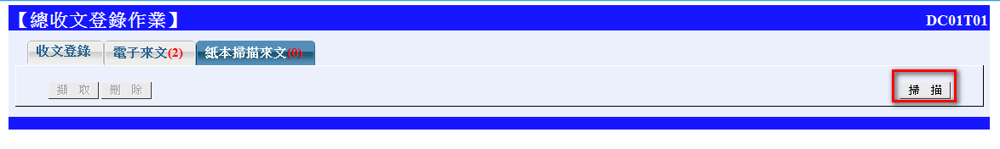 【總收文登錄作業】 DC01T01
收文登錄 電子來文(2) 紙本掃描來文(0)
擷 取 刪 除 掃 描